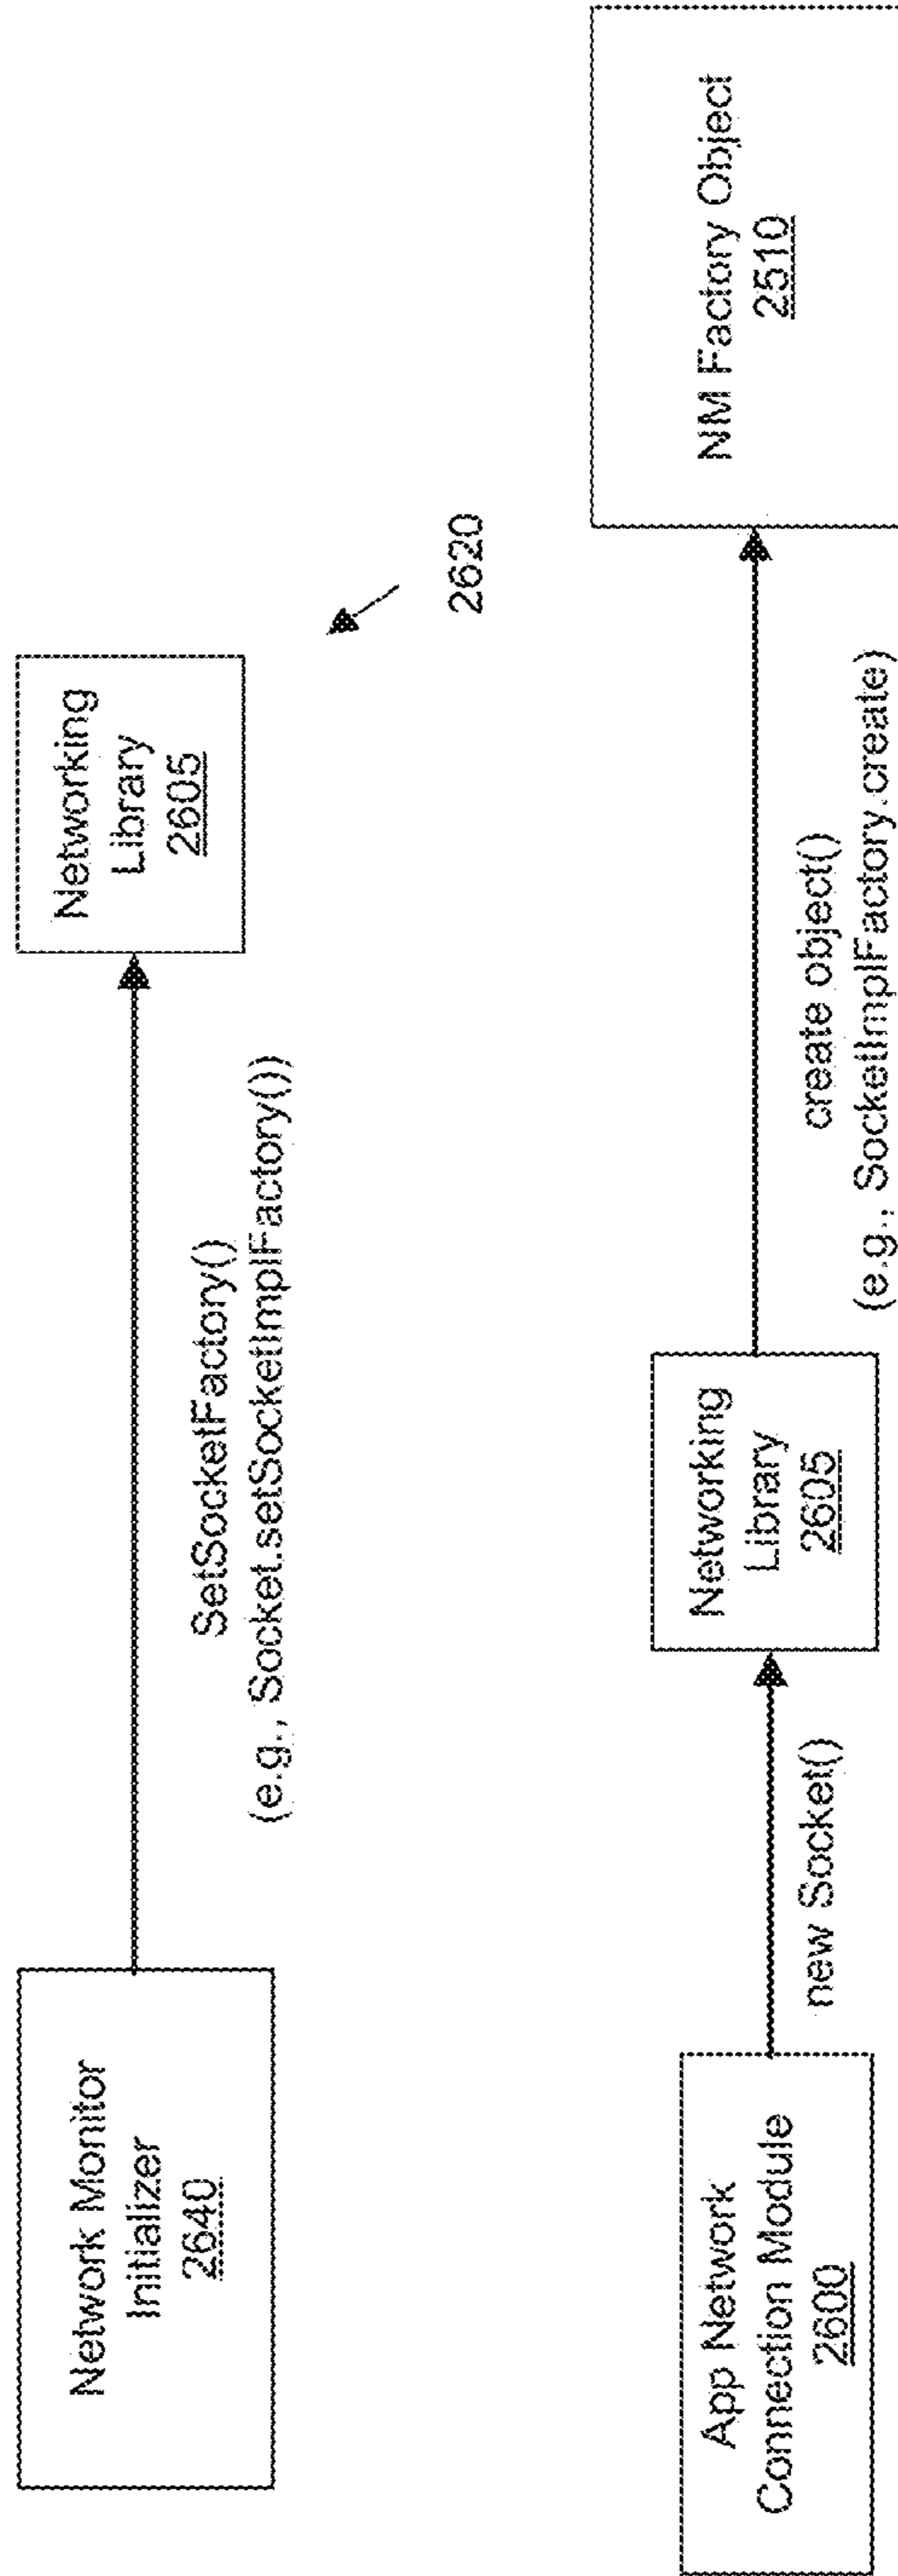 Network Monitor
Initializer
2640
SetSocketFactory()
(e.g., Socket.setSocketImplFactory())
Networking
Library
2605
2620
App Network
Connection Module
2600
new Socket()
Networking
Library
2605
create object()
(e.g., SocketImplFactory.create)
NM Factory Object
2510